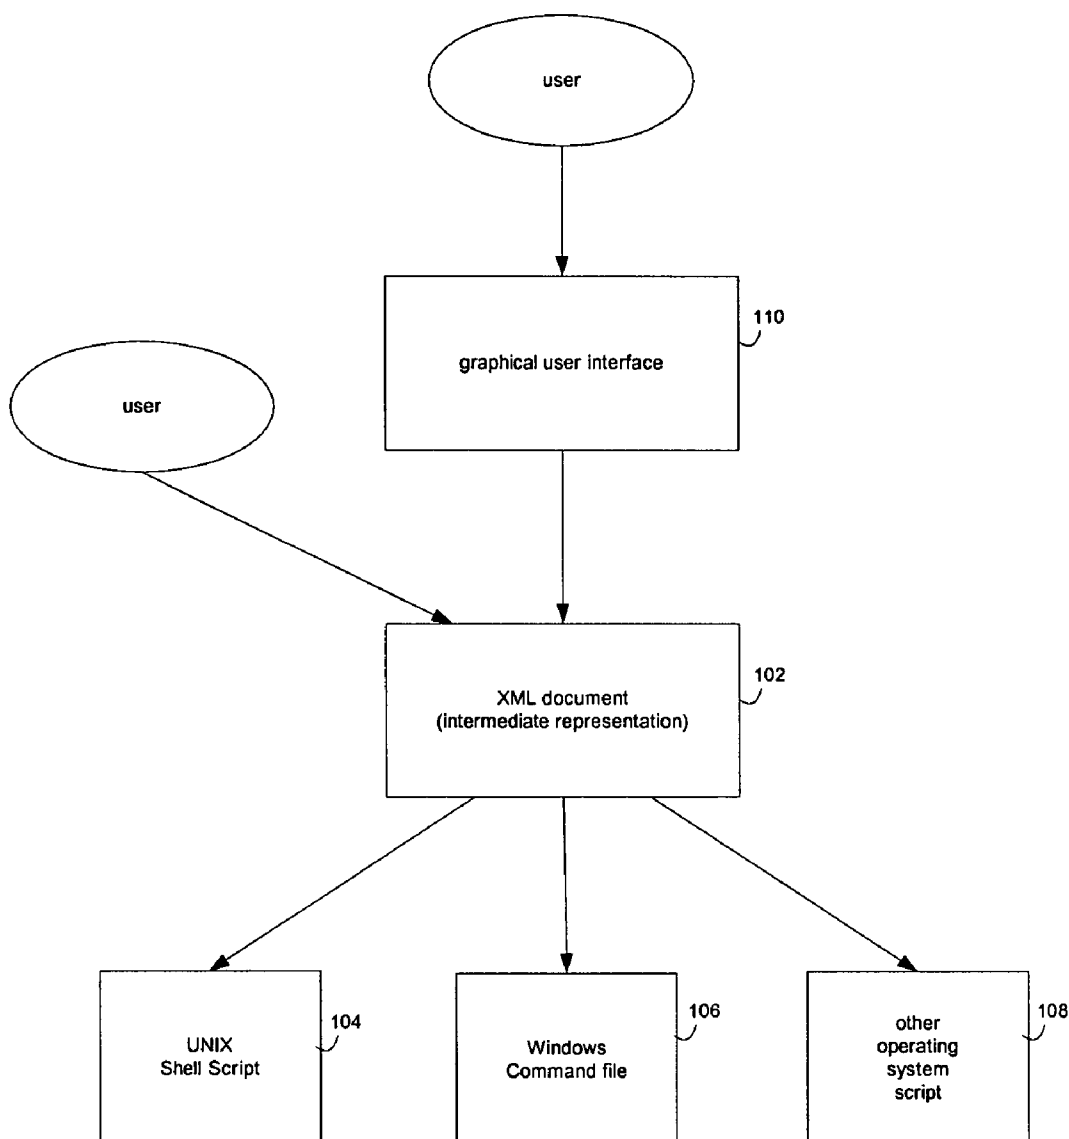 user
110
graphical user interface
user
102
XML document
(intermediate representation)
104
UNIX
Shell Script
106
Windows
Command file
108
other
operating
system
script